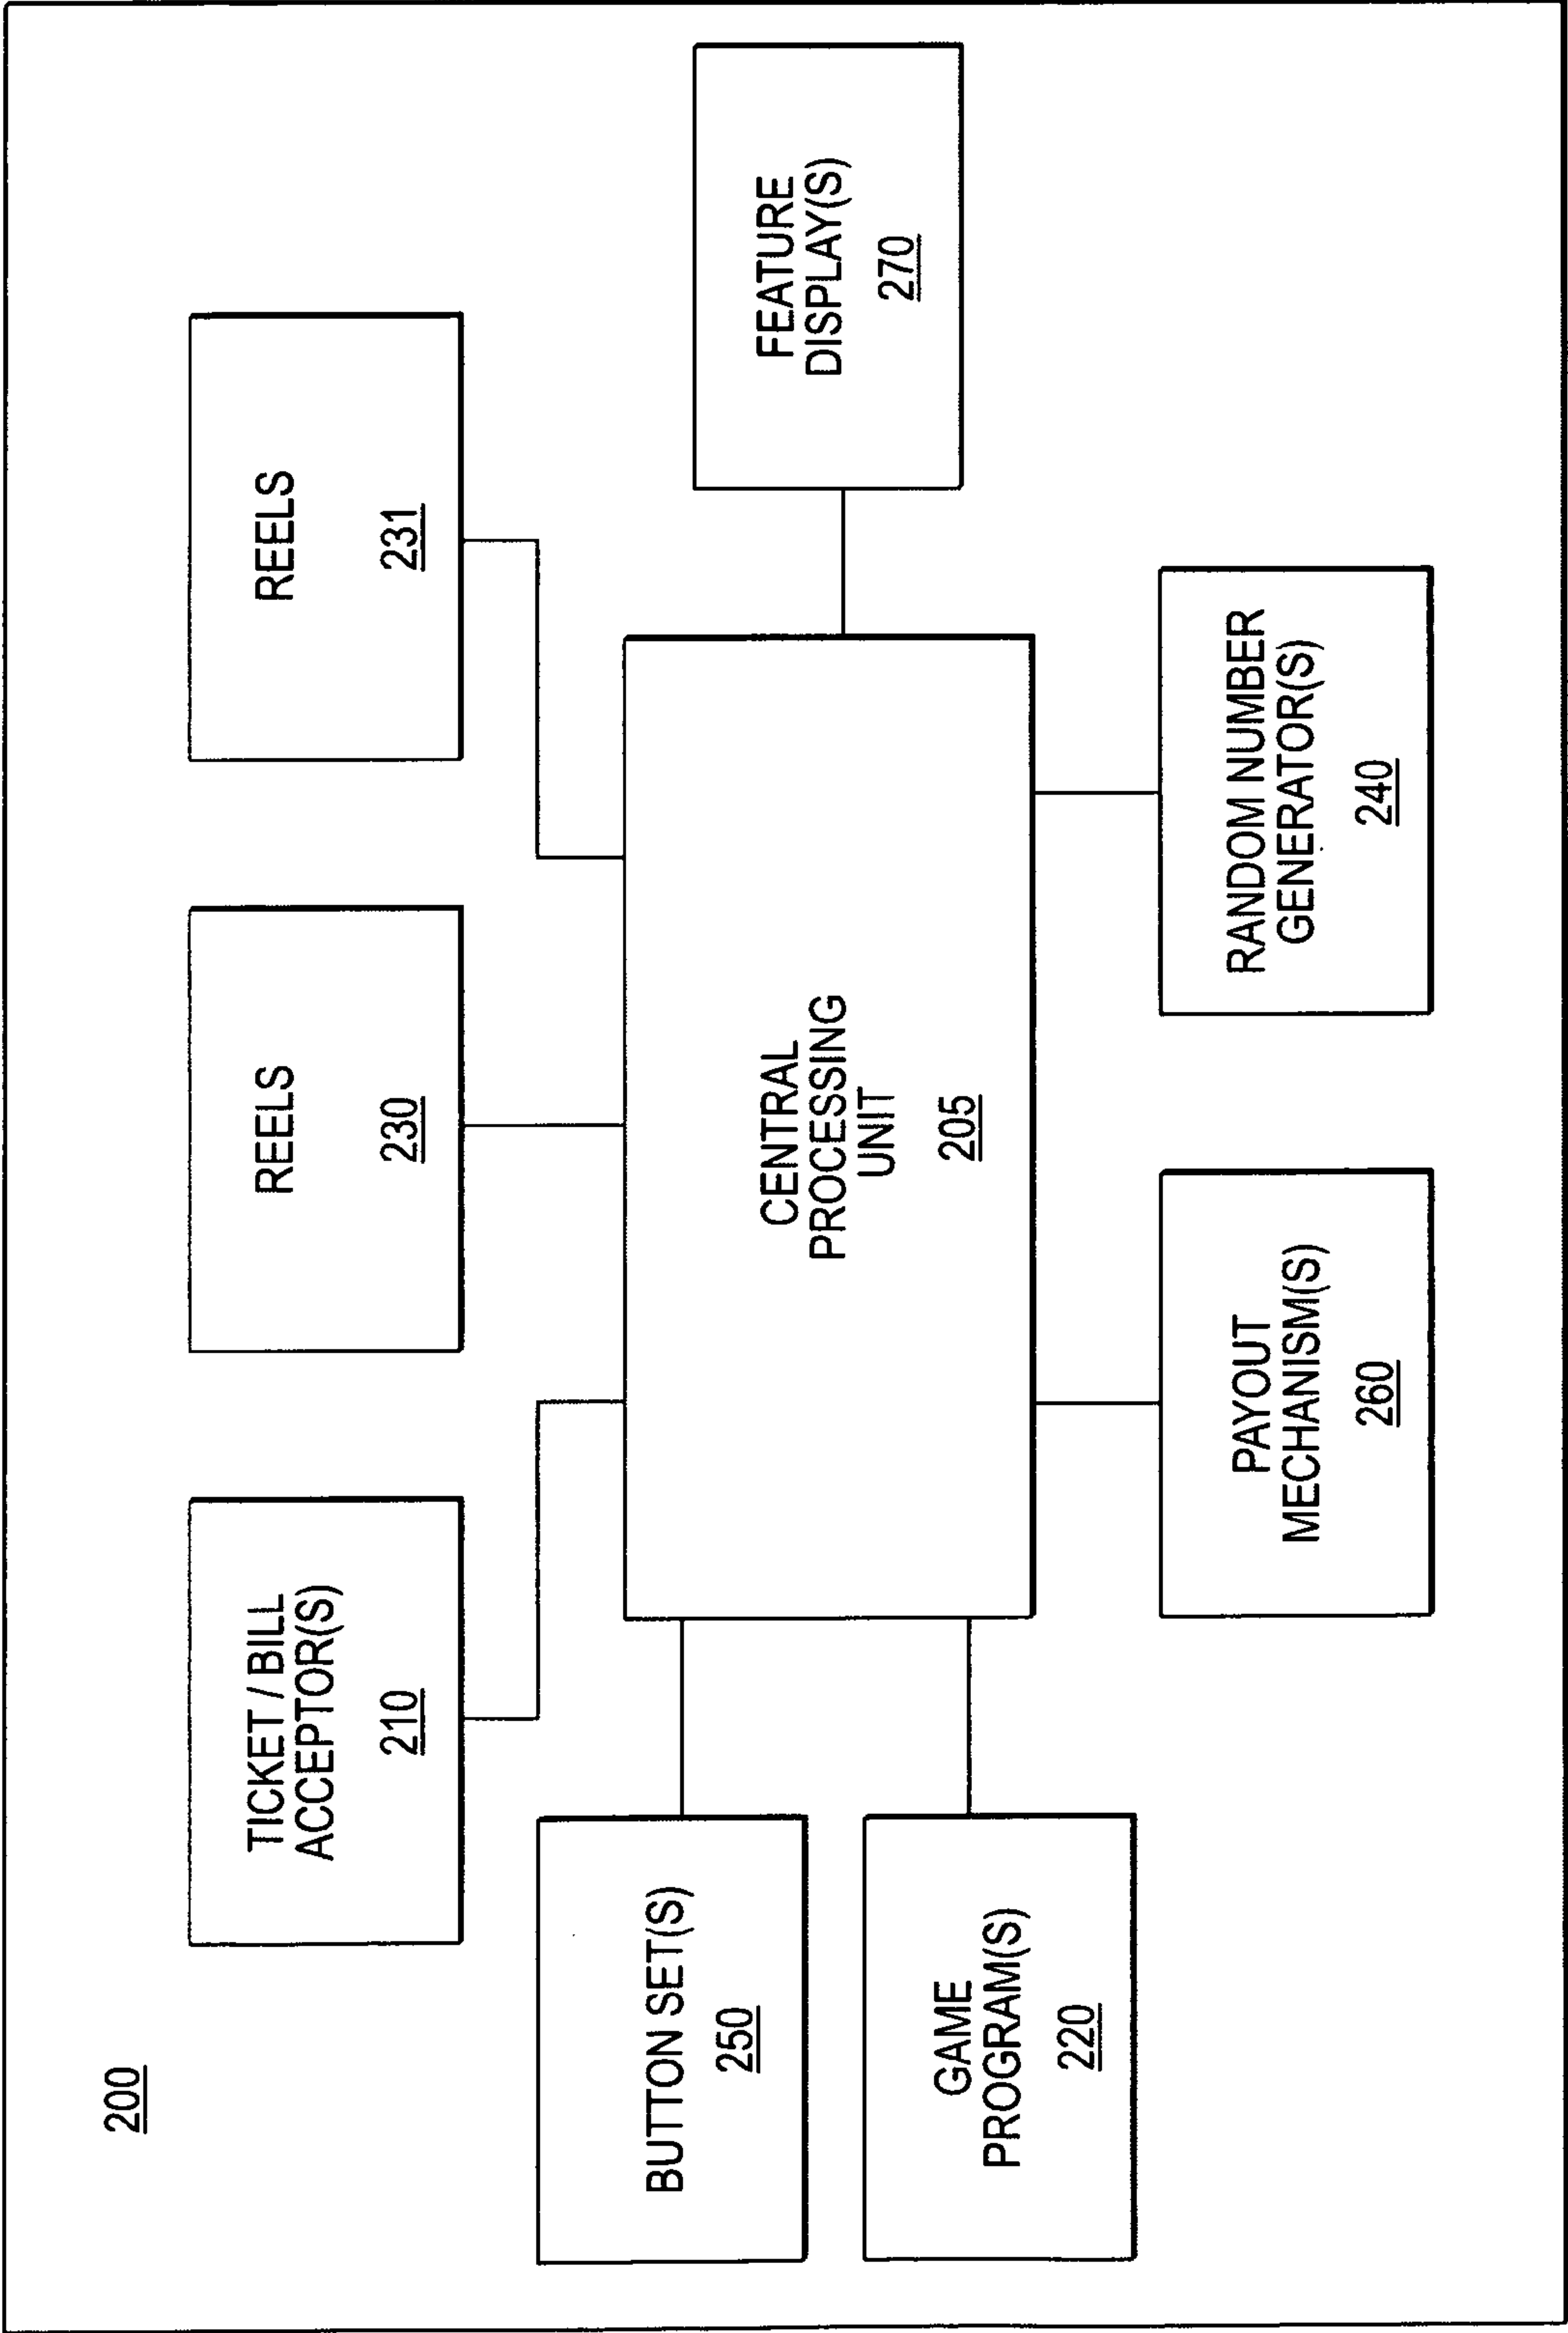 200
TICKET / BILL
ACCEPTOR(S)
210
REELS
230
REELS
231
BUTTON SET(S)
250
GAME
PROGRAM(S)
220
CENTRAL
PROCESSING
UNIT
205
FEATURE
DISPLAY(S)
270
PAYOUT
MECHANISM(S)
260
RANDOM NUMBER
GENERATOR(S)
240